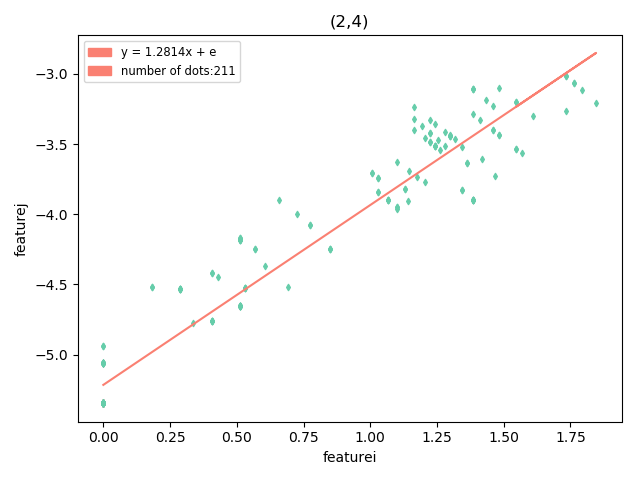 (2,4)
y = 1.2814x + e
number of dots:211
−3.0
−3.5
−4.0
−4.5
−5.0
featurej
0.00 0.25 0.50 0.75 1.00 1.25 1.50 1.75
featurei